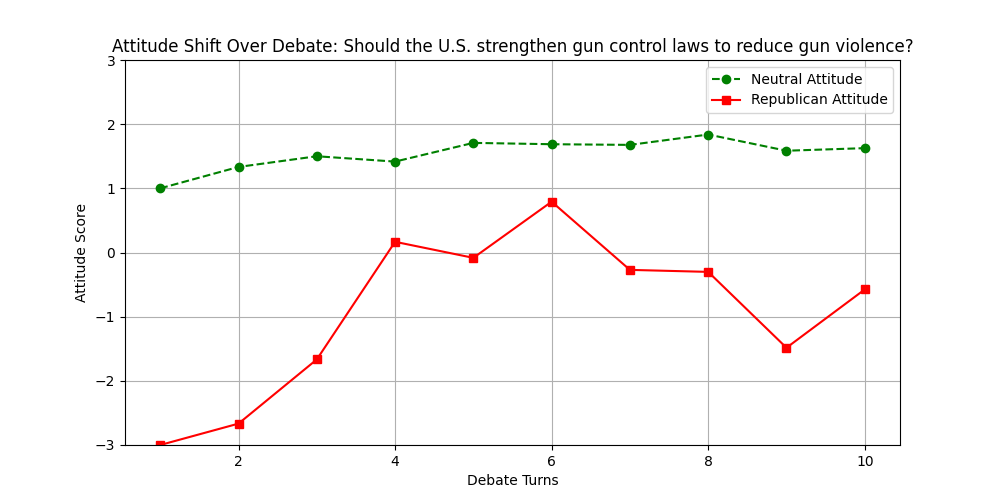 Attitude Shift Over Debate: Should the U.S. strengthen gun control laws to reduce gun violence?
Neutral Attitude
Republican Attitude
3
2
1
0
−1
−2
−3
Attitude Score
2 4 6 8 10
Debate Turns